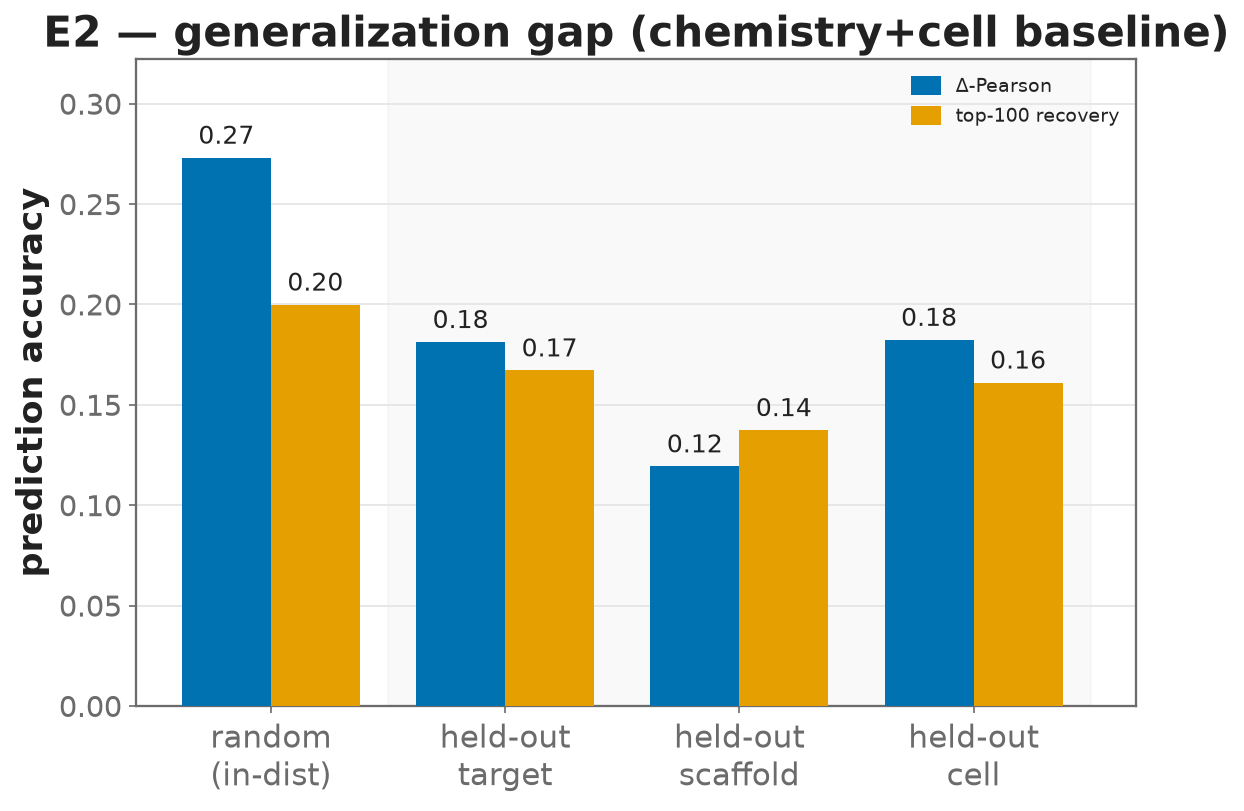 E2 — generalization gap (chemistry+cell baseline)
Δ-Pearson
top-100 recovery
prediction accuracy
0.30
0.25
0.20
0.15
0.10
0.05
0.00
0.27
0.20
0.18
0.17
0.12
0.14
0.18
0.16
random
(in-dist)
held-out
target
held-out
scaffold
held-out
cell